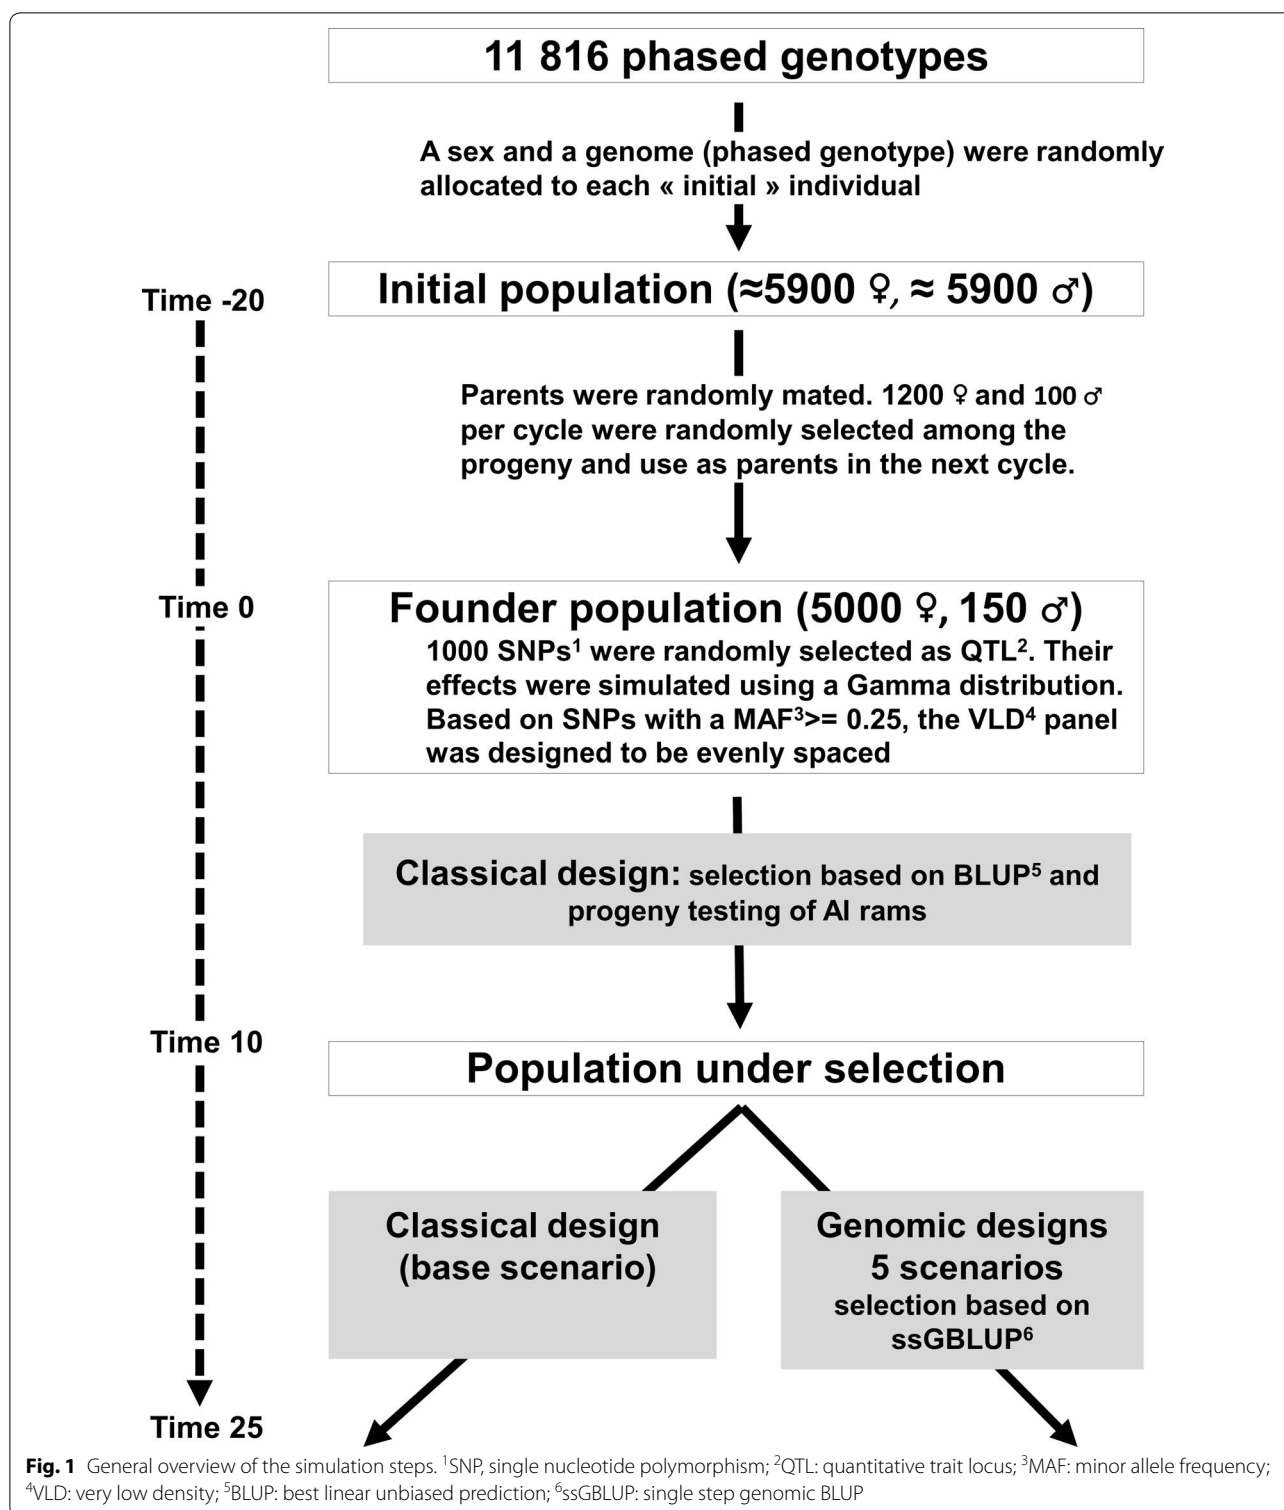 11 816 phased genotypes
A sex and a genome (phased genotype) were randomly
allocated to each « initial » individual
Time -20
Initial population (≈5900 ♀, ≈ 5900 ♂)
Parents were randomly mated. 1200 ♀ and 100 ♂
per cycle were randomly selected among the
progeny and use as parents in the next cycle.
Time 0
Founder population (5000 ♀, 150 ♂)
1000 SNPs¹ were randomly selected as QTL². Their
effects were simulated using a Gamma distribution.
Based on SNPs with a MAF³>= 0.25, the VLD⁴ panel
was designed to be evenly spaced
Classical design: selection based on BLUP⁵ and
progeny testing of AI rams
Time 10
Population under selection
Classical design
(base scenario)
Genomic designs
5 scenarios
selection based on
ssGBLUP⁶
Time 25
Fig. 1 General overview of the simulation steps. ¹SNP, single nucleotide polymorphism; ²QTL: quantitative trait locus; ³MAF: minor allele frequency;
⁴VLD: very low density; ⁵BLUP: best linear unbiased prediction; ⁶ssGBLUP: single step genomic BLUP